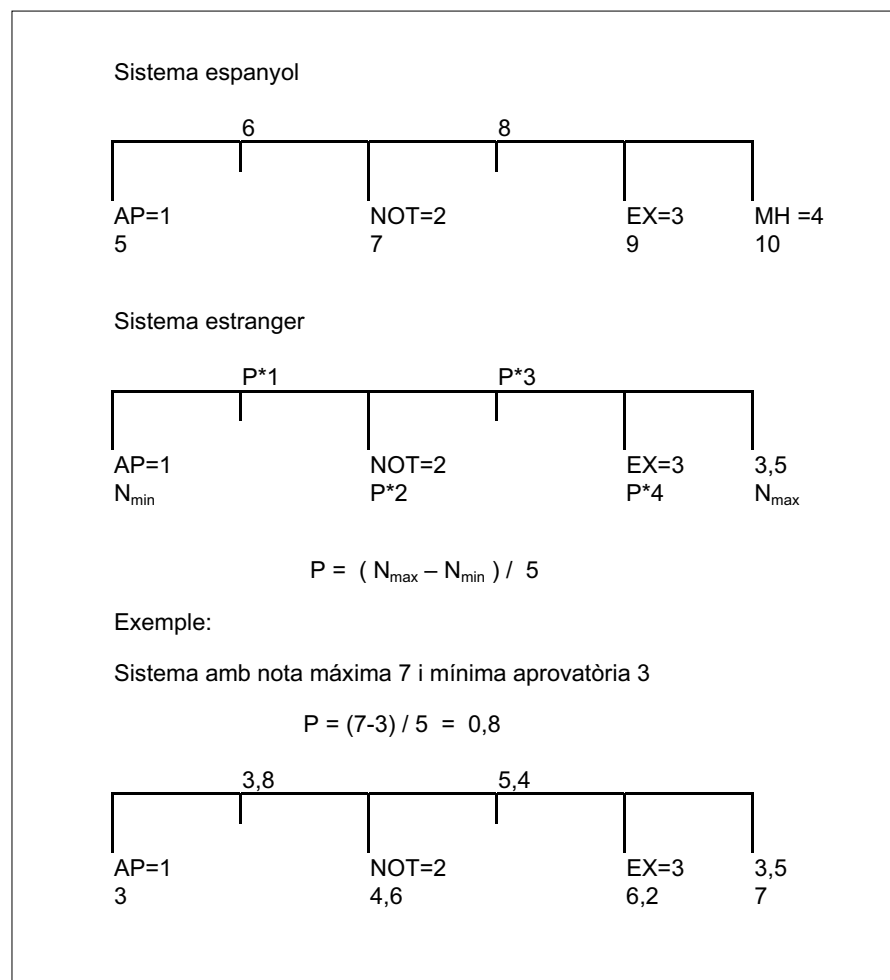 Sistema espanyol
6 8
AP=1 NOT=2 EX=3 MH =4
5 7 9 10
Sistema estranger
P*1 P*3
AP=1 NOT=2 EX=3 3,5
Nmin P*2 P*4 Nmax
P = ( Nmax – Nmin ) / 5
Exemple:
Sistema amb nota máxima 7 i mínima aprovatòria 3
P = (7-3) / 5 = 0,8
3,8 5,4
AP=1 NOT=2 EX=3 3,5
3 4,6 6,2 7